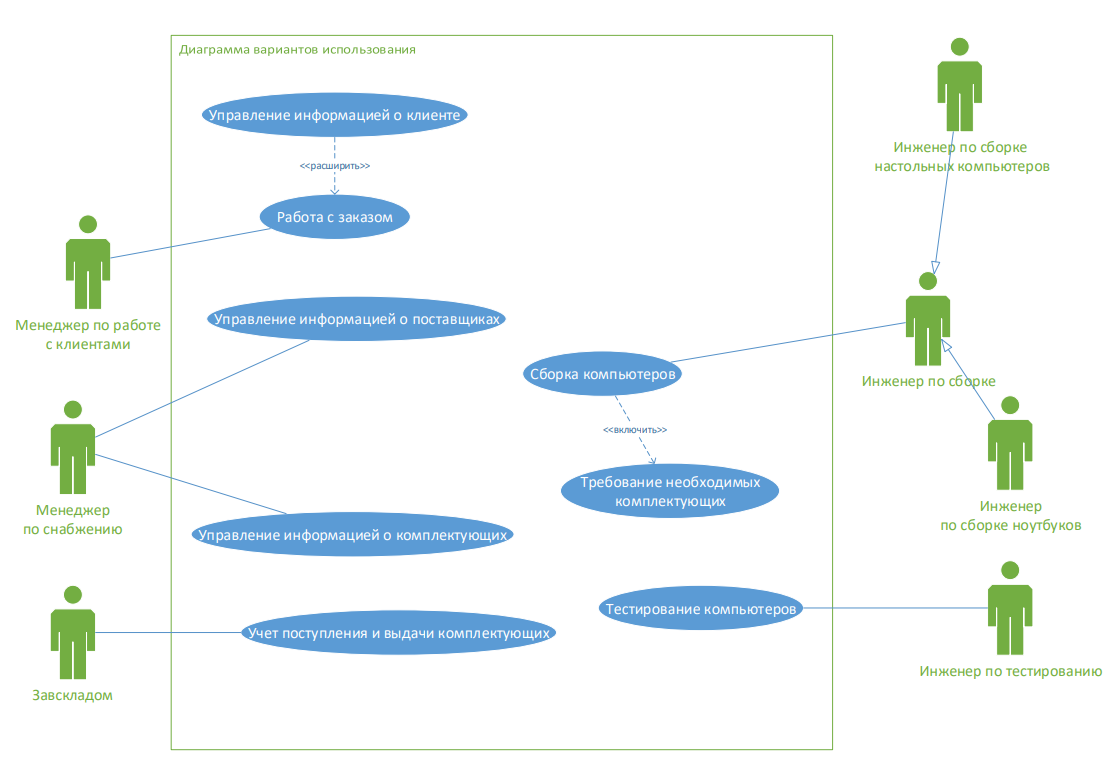 Диаграмма вариантов использования
Управление информацией о клиенте
<<расширить>>
Работа с заказом
Менеджер по работе
с клиентами
Управление информацией о поставщиках
Менеджер
по снабжению
Управление информацией о комплектующих
Завскладом
Учет поступления и выдачи комплектующих
Инженер по сборке
настольных компьютеров
Сборка компьютеров
Инженер по сборке
<<включить>>
Требование необходимых
комплектующих
Инженер
по сборке ноутбуков
Тестирование компьютеров
Инженер по тестированию